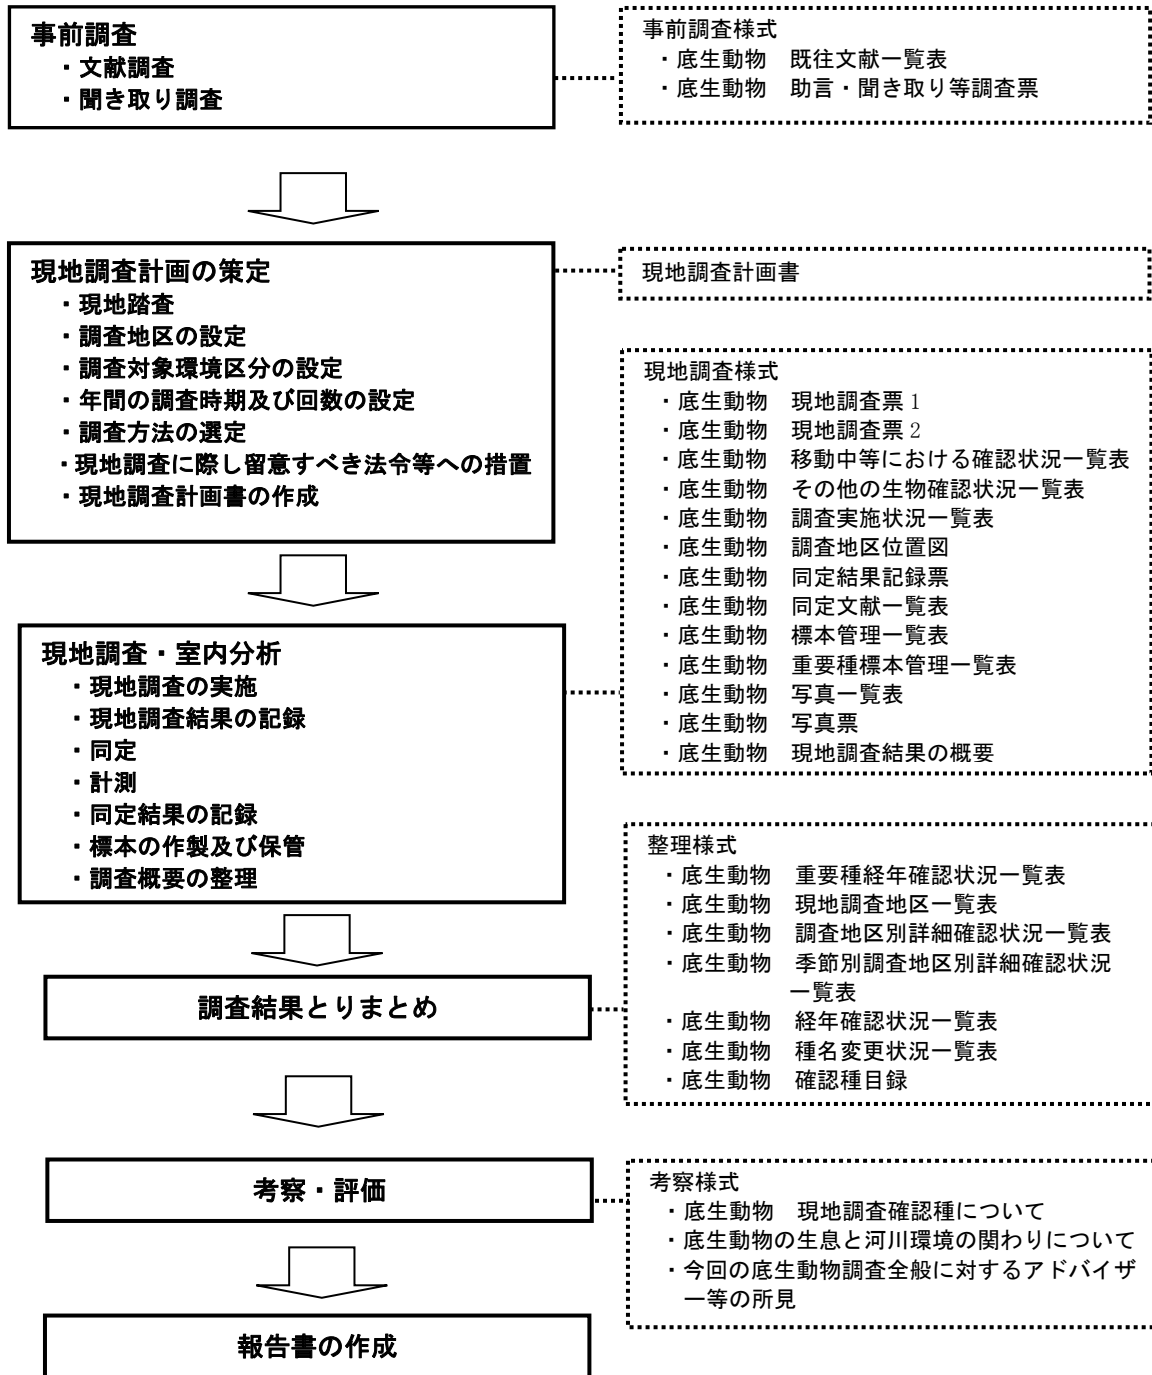 事前調査
・文献調査
・聞き取り調査
事前調査様式
・底生動物　既往文献一覧表
・底生動物　助言・聞き取り等調査票
現地調査計画の策定
・現地踏査
・調査地区の設定
・調査対象環境区分の設定
・年間の調査時期及び回数の設定
・調査方法の選定
・現地調査に際し留意すべき法令等への措置
・現地調査計画書の作成
現地調査計画書
現地調査・室内分析
・現地調査の実施
・現地調査結果の記録
・同定
・計測
・同定結果の記録
・標本の作製及び保管
・調査概要の整理
現地調査様式
・底生動物　現地調査票1
・底生動物　現地調査票2
・底生動物　移動中等における確認状況一覧表
・底生動物　その他の生物確認状況一覧表
・底生動物　調査実施状況一覧表
・底生動物　調査地区位置図
・底生動物　同定結果記録票
・底生動物　同定文献一覧表
・底生動物　標本管理一覧表
・底生動物　重要種標本管理一覧表
・底生動物　写真一覧表
・底生動物　写真票
・底生動物　現地調査結果の概要
調査結果とりまとめ
整理様式
・底生動物　重要種経年確認状況一覧表
・底生動物　現地調査地区一覧表
・底生動物　調査地区別詳細確認状況一覧表
・底生動物　季節別調査地区別詳細確認状況
一覧表
・底生動物　経年確認状況一覧表
・底生動物　種名変更状況一覧表
・底生動物　確認種目録
考察・評価
考察様式
・底生動物　現地調査確認種について
・底生動物の生息と河川環境の関わりについて
・今回の底生動物調査全般に対するアドバイザ
ー等の所見
報告書の作成